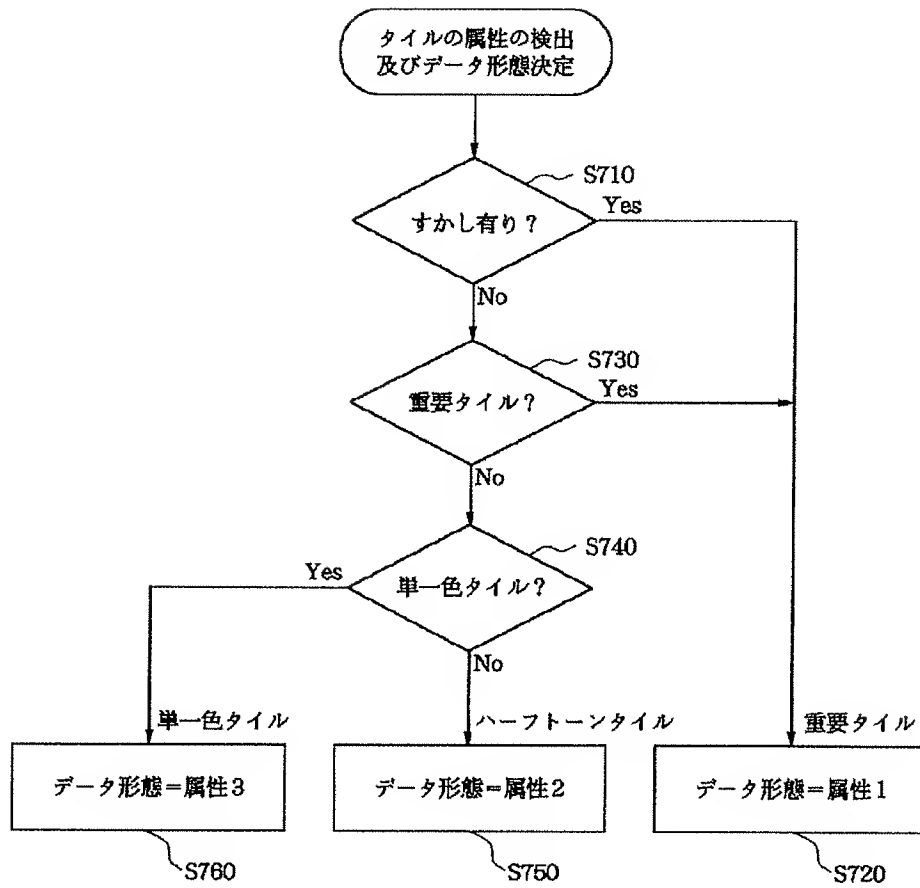 タイルの属性の検出
及びデータ形態決定
S710
すかし有り？
Yes
No
S730
重要タイル？
Yes
No
S740
Yes
単一色タイル？
No
単一色タイル
ハーフトーンタイル
重要タイル
データ形態＝属性3
データ形態＝属性2
データ形態＝属性1
S760
S750
S720